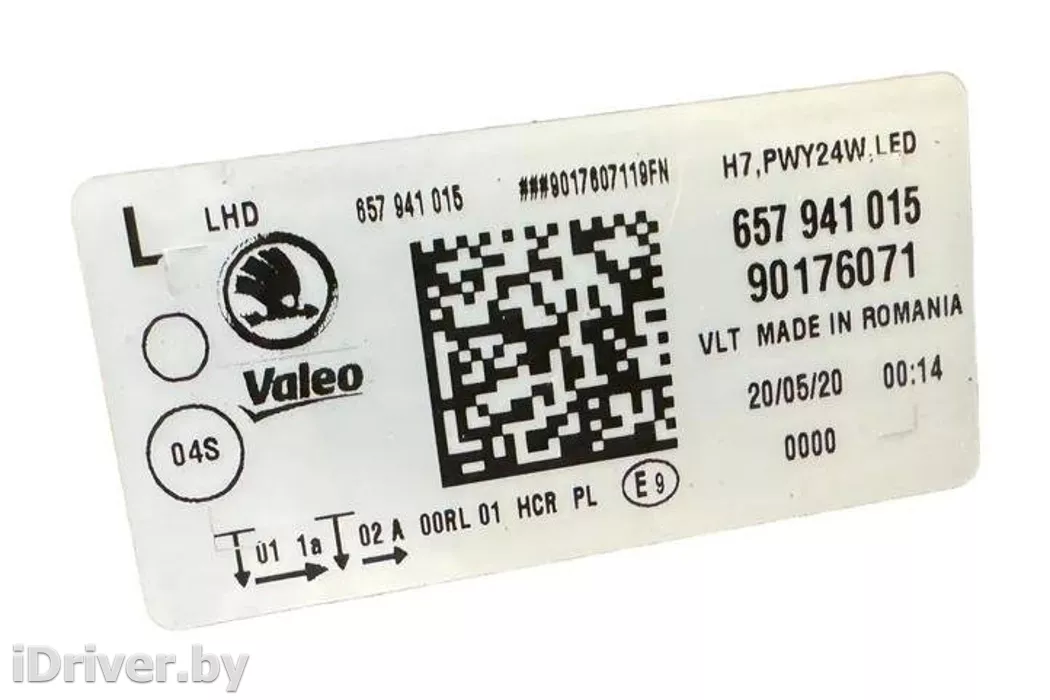 L LHD 657 941 015 ###9017607119FN H7,PWY24W,LED
657 941 015
90176071
Valeo
VLT MADE IN ROMANIA
20/05/20 00:14
04S
0000
01 1a 02 A 00RL 01 HCR PL E 9
iDriver.by